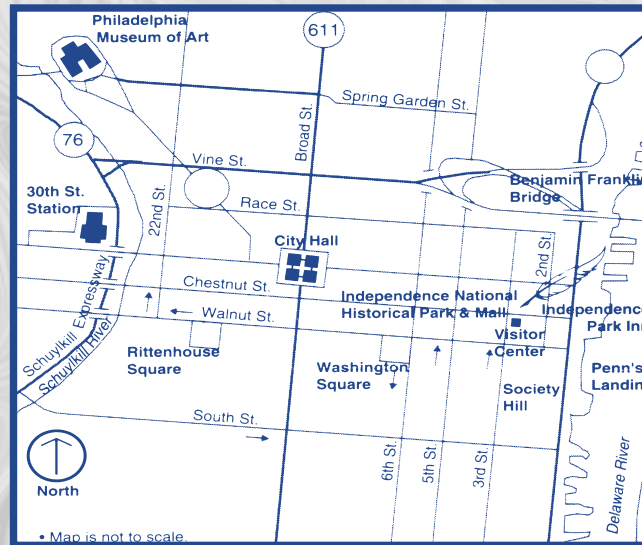 Philadelphia
Museum of Art
611
Spring Garden St.
Broad St.
76
Vine St.
Benjamin Franklin
Bridge
30th St.
Station
22nd St.
Race St.
City Hall
2nd St.
Chestnut St.
Independence National
Historical Park & Mall
Independence
Park Inn
Walnut St.
Visitor
Center
Schuylkill Expressway
Schuylkill River
Rittenhouse
Square
Washington
Square
Penn's
Landin
Society
Hill
South St.
6th St.
5th St.
3rd St.
Delaware River
North
• Map is not to scale.